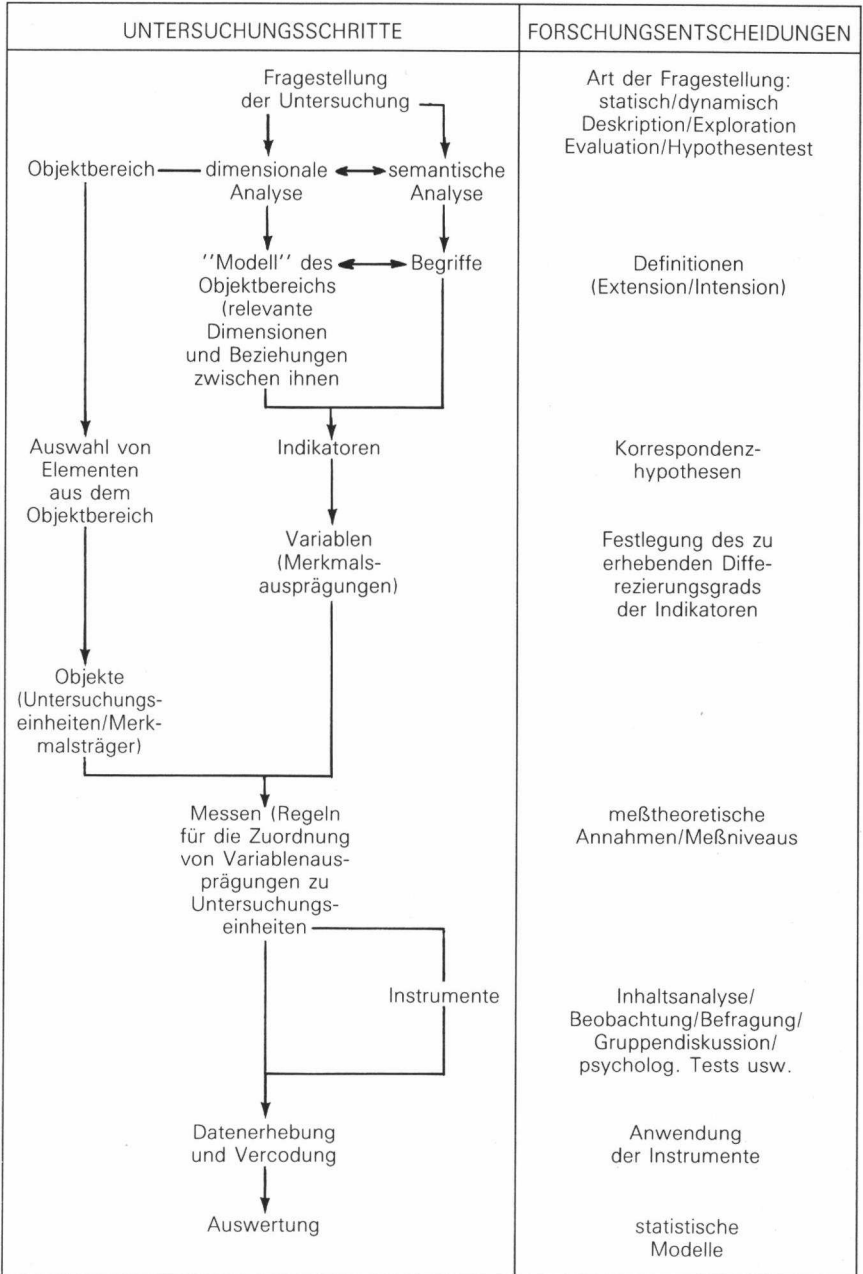 UNTERSUCHUNGSSCHRITTE
FORSCHUNGSENTSCHEIDUNGEN
Fragestellung
der Untersuchung
Art der Fragestellung:
statisch/dynamisch
Deskription/Exploration
Evaluation/Hypothesentest
Objektbereich
dimensionale
Analyse
semantische
Analyse
''Modell'' des
Objektbereichs
(relevante
Dimensionen
und Beziehungen
zwischen ihnen
Begriffe
Definitionen
(Extension/Intension)
Auswahl von
Elementen
aus dem
Objektbereich
Indikatoren
Korrespondenz-
hypothesen
Variablen
(Merkmals-
ausprägungen)
Festlegung des zu
erhebenden Diffe-
rezierungsgrads
der Indikatoren
Objekte
(Untersuchungs-
einheiten/Merk-
malsträger)
Messen (Regeln
für die Zuordnung
von Variablenaus-
prägungen zu
Untersuchungs-
einheiten
meßtheoretische
Annahmen/Meßniveaus
Instrumente
Inhaltsanalyse/
Beobachtung/Befragung/
Gruppendiskussion/
psycholog. Tests usw.
Datenerhebung
und Vercodung
Anwendung
der Instrumente
Auswertung
statistische
Modelle